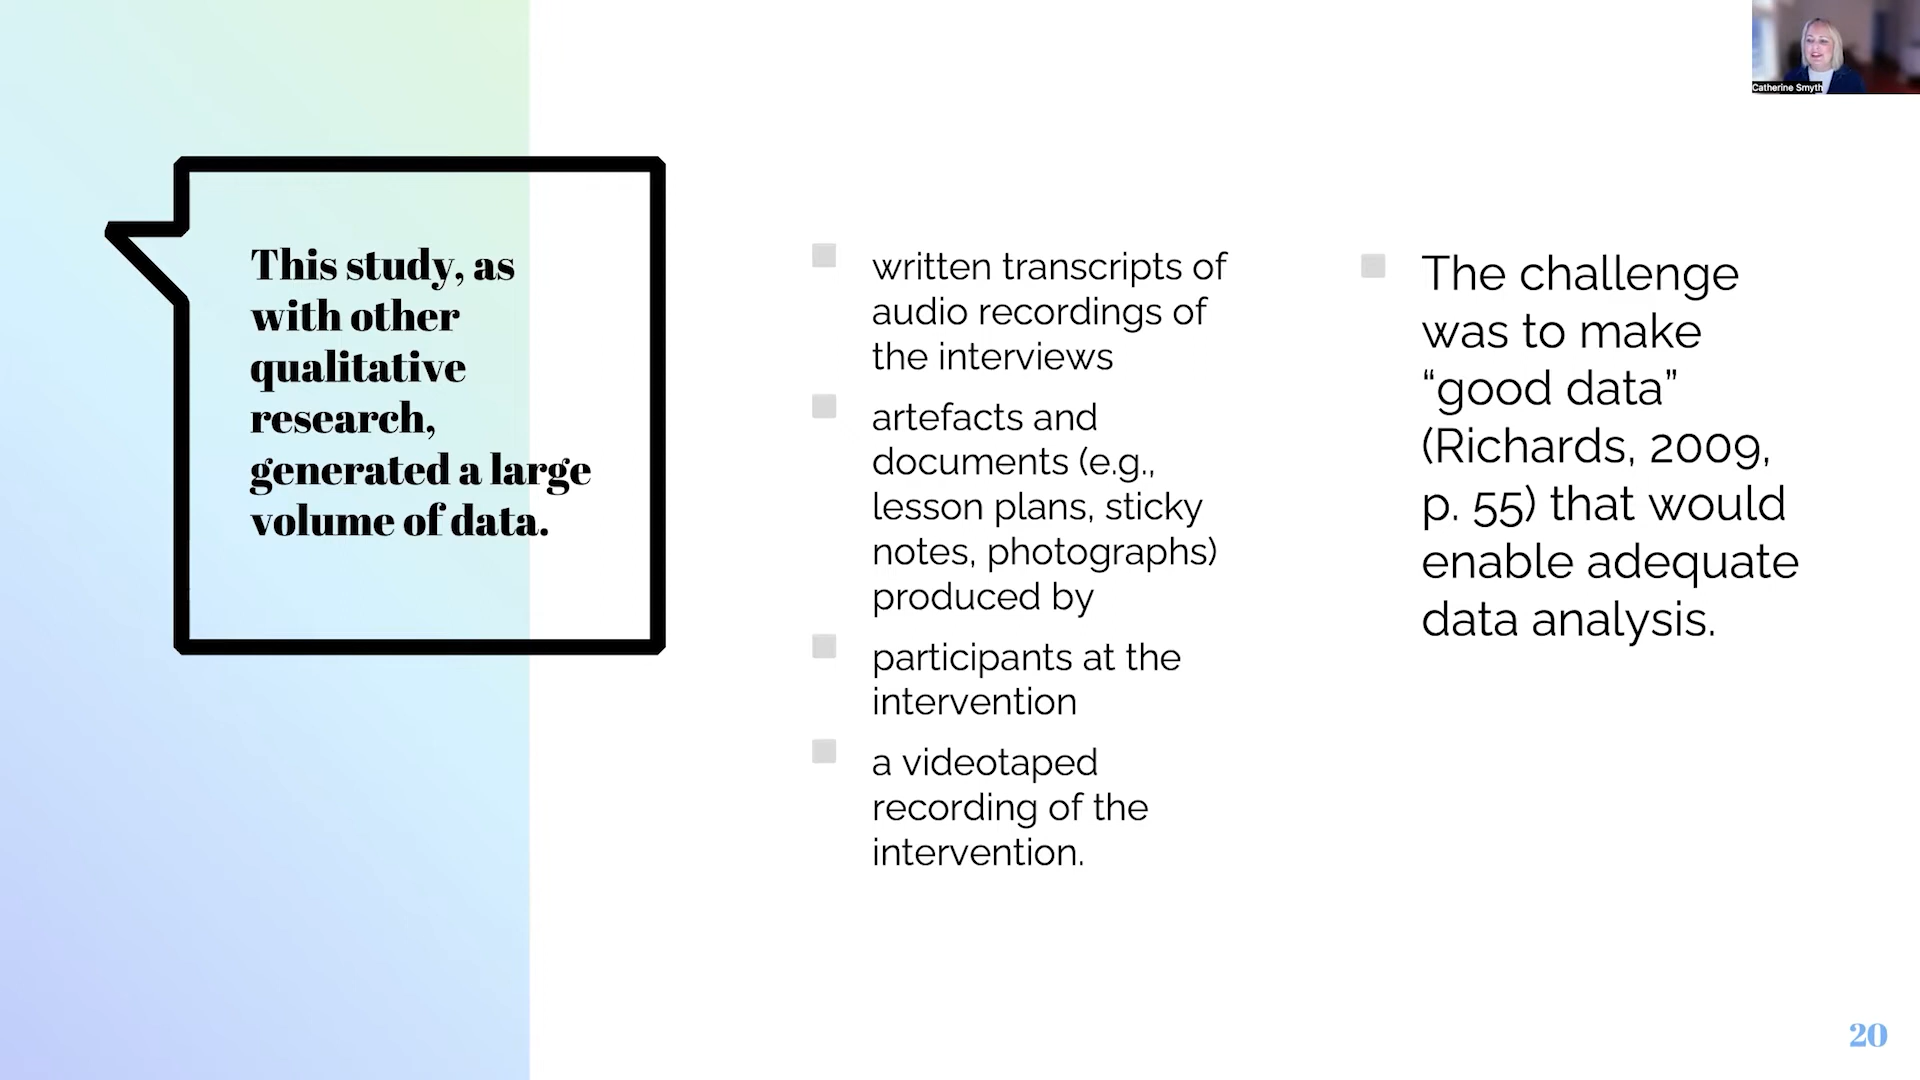 Catherine Smyth
This study, as
with other
qualitative
research,
generated a large
volume of data.
written transcripts of
audio recordings of
the interviews
artefacts and
documents (e.g.,
lesson plans, sticky
notes, photographs)
produced by
participants at the
intervention
a videotaped
recording of the
intervention.
The challenge
was to make
“good data”
(Richards, 2009,
p. 55) that would
enable adequate
data analysis.
20